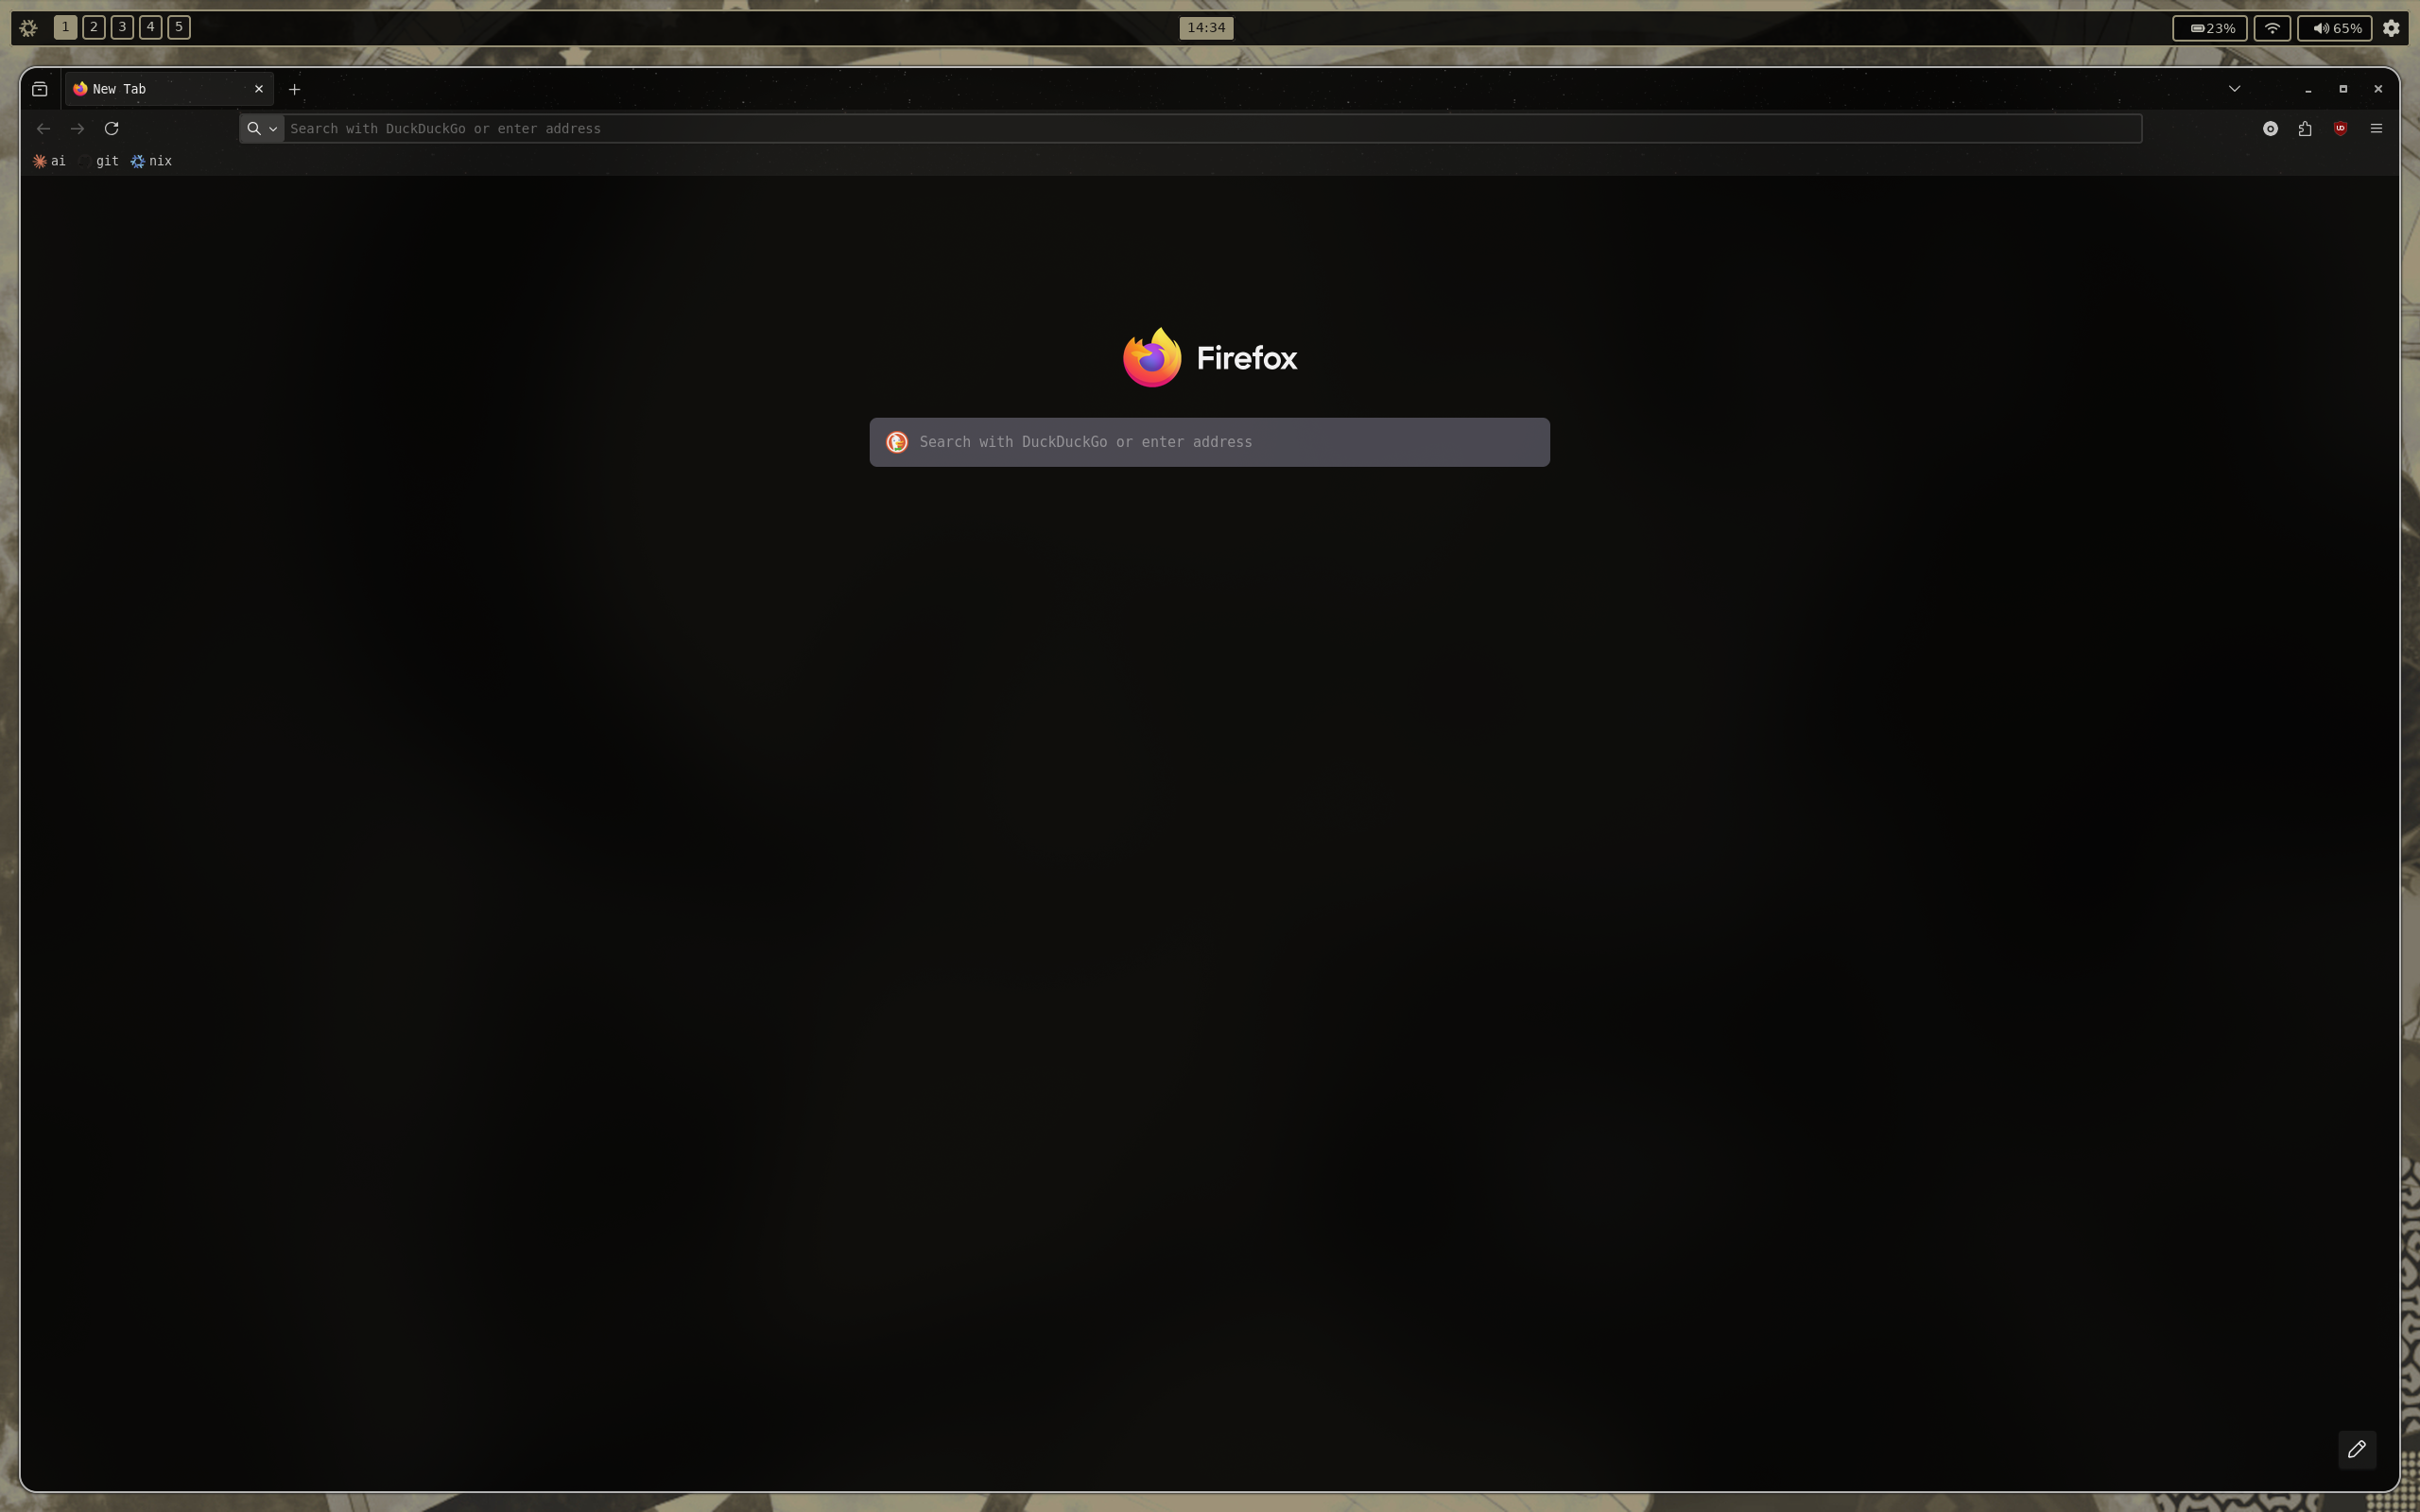 1 2 3 4 5 14:34 23% 65%
New Tab
Search with DuckDuckGo or enter address
ai git nix
Firefox
Search with DuckDuckGo or enter address